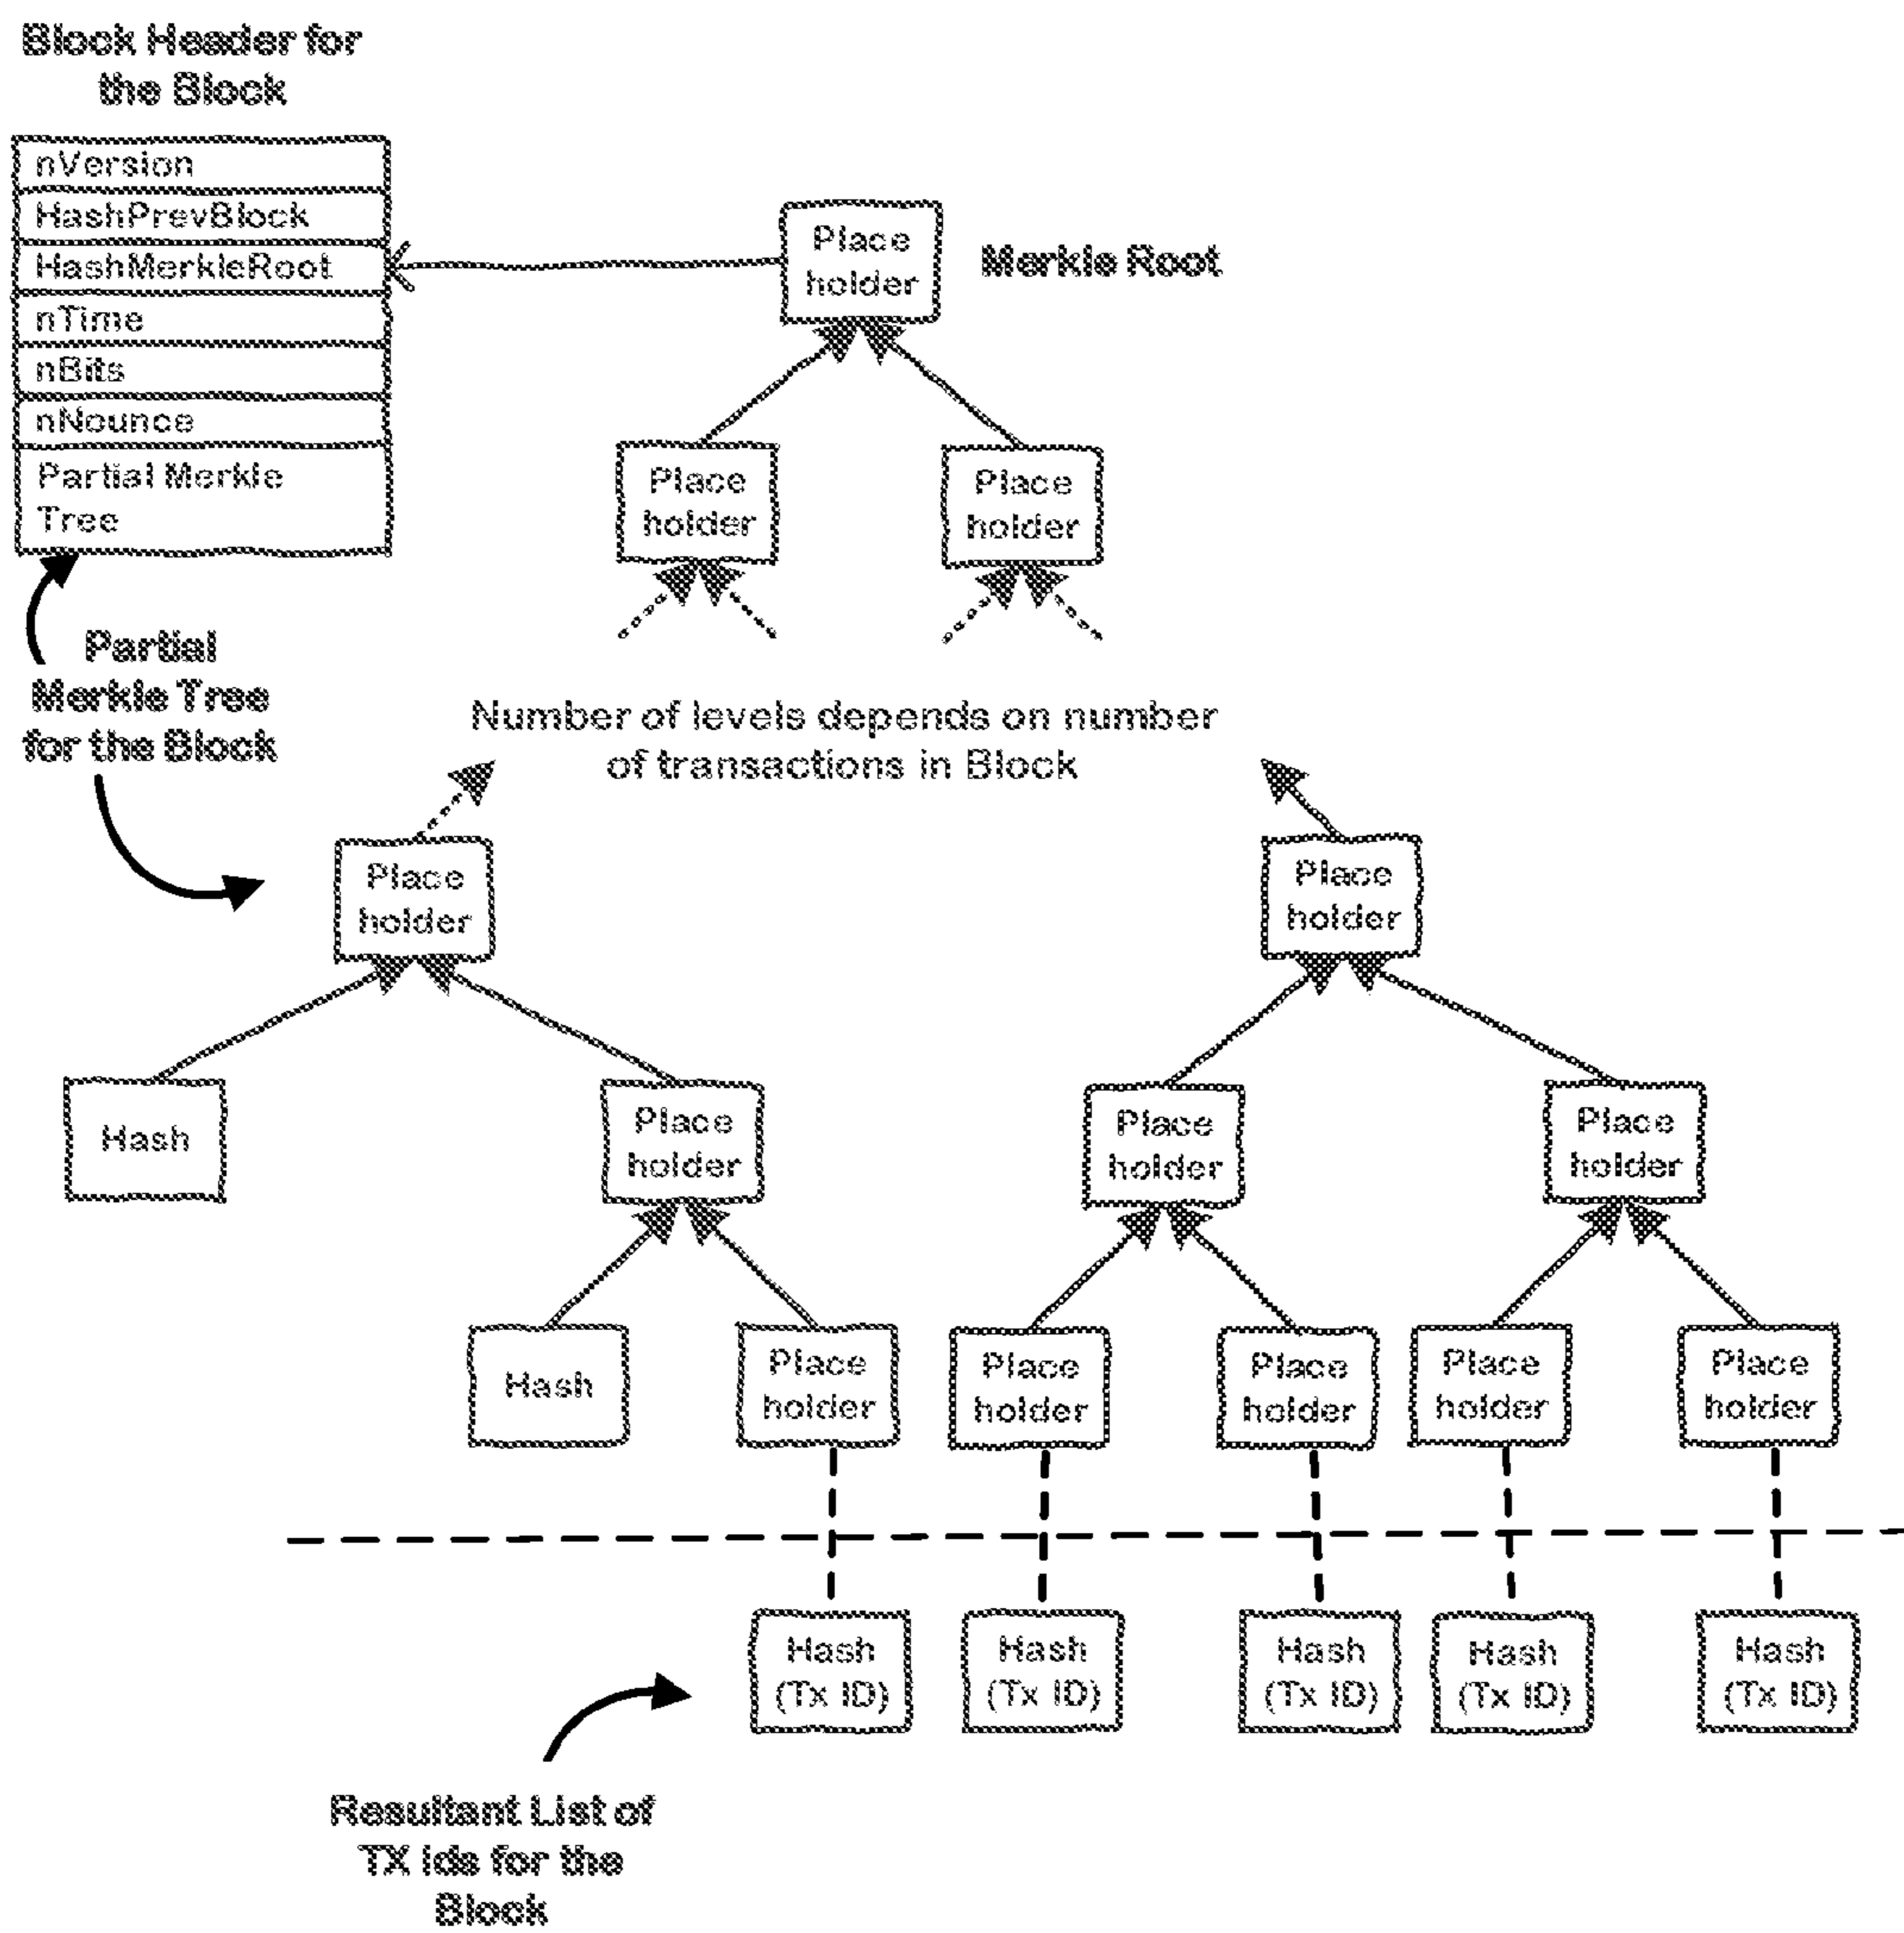 Block Header for
the Block
nVersion
HashPrevBlock
HashMerkleRoot
nTime
nBits
nNounce
Partial Merkle
Tree
Place
holder
Merkle Root
Place
holder
Place
holder
Partial
Merkle Tree
for the Block
Number of levels depends on number
of transactions in Block
Place
holder
Place
holder
Hash
Place
holder
Place
holder
Place
holder
Hash
Place
holder
Place
holder
Place
holder
Place
holder
Place
holder
Hash
(Tx ID)
Hash
(Tx ID)
Hash
(Tx ID)
Hash
(Tx ID)
Hash
(Tx ID)
Resultant List of
TX ids for the
Block